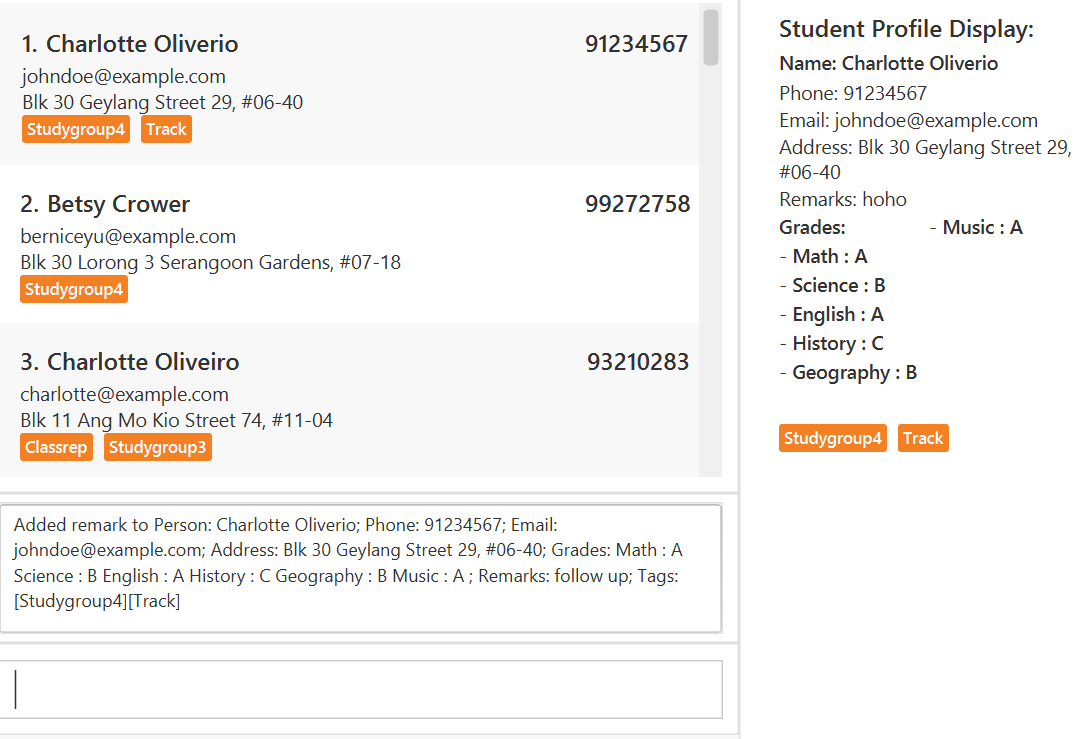 1. Charlotte Oliverio 91234567
johndoe@example.com
Blk 30 Geylang Street 29, #06-40
Studygroup4 Track
2. Betsy Crower 99272758
berniceyu@example.com
Blk 30 Lorong 3 Serangoon Gardens, #07-18
Studygroup4
3. Charlotte Oliveiro 93210283
charlotte@example.com
Blk 11 Ang Mo Kio Street 74, #11-04
Classrep Studygroup3
Added remark to Person: Charlotte Oliverio; Phone: 91234567; Email:
johndoe@example.com; Address: Blk 30 Geylang Street 29, #06-40; Grades: Math : A
Science : B English : A History : C Geography : B Music : A ; Remarks: follow up; Tags:
[Studygroup4][Track]
Student Profile Display:
Name: Charlotte Oliverio
Phone: 91234567
Email: johndoe@example.com
Address: Blk 30 Geylang Street 29,
#06-40
Remarks: hoho
Grades: - Music : A
- Math : A
- Science : B
- English : A
- History : C
- Geography : B
Studygroup4 Track